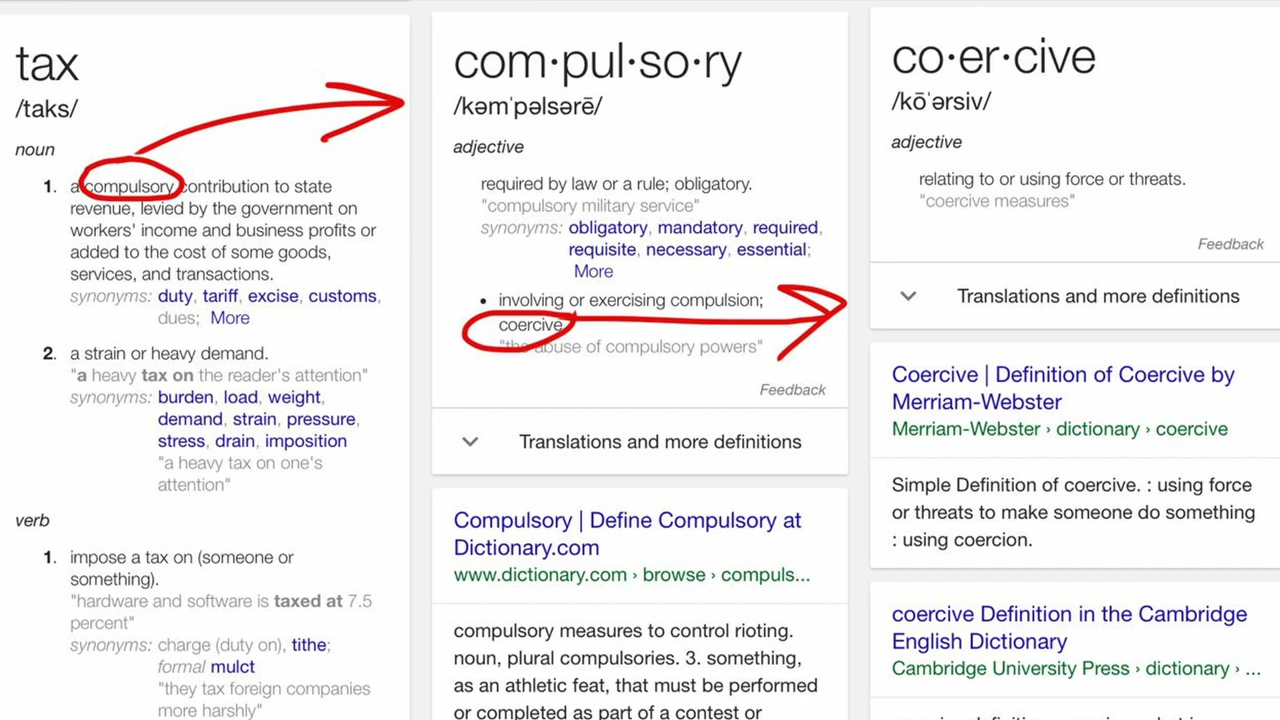 tax
/taks/
noun
1. a compulsory contribution to state
revenue, levied by the government on
workers' income and business profits or
added to the cost of some goods,
services, and transactions.
synonyms: duty, tariff, excise, customs,
dues; More
2. a strain or heavy demand.
"a heavy tax on the reader's attention"
synonyms: burden, load, weight,
demand, strain, pressure,
stress, drain, imposition
"a heavy tax on one's
attention"
verb
1. impose a tax on (someone or
something).
"hardware and software is taxed at 7.5
percent"
synonyms: charge (duty on), tithe;
formal mulct
"they tax foreign companies
more harshly"
com·pul·so·ry
/kəmˈpəlsərē/
adjective
required by law or a rule; obligatory.
"compulsory military service"
synonyms: obligatory, mandatory, required,
requisite, necessary, essential;
More
• involving or exercising compulsion;
coercive.
"the abuse of compulsory powers"
Feedback
Translations and more definitions
Compulsory | Define Compulsory at
Dictionary.com
www.dictionary.com › browse › compuls...
compulsory measures to control rioting.
noun, plural compulsories. 3. something,
as an athletic feat, that must be performed
or completed as part of a contest or
co·er·cive
/kōˈərsiv/
adjective
relating to or using force or threats.
"coercive measures"
Feedback
Translations and more definitions
Coercive | Definition of Coercive by
Merriam-Webster
Merriam-Webster › dictionary › coercive
Simple Definition of coercive. : using force
or threats to make someone do something
: using coercion.
coercive Definition in the Cambridge
English Dictionary
Cambridge University Press › dictionary › ...